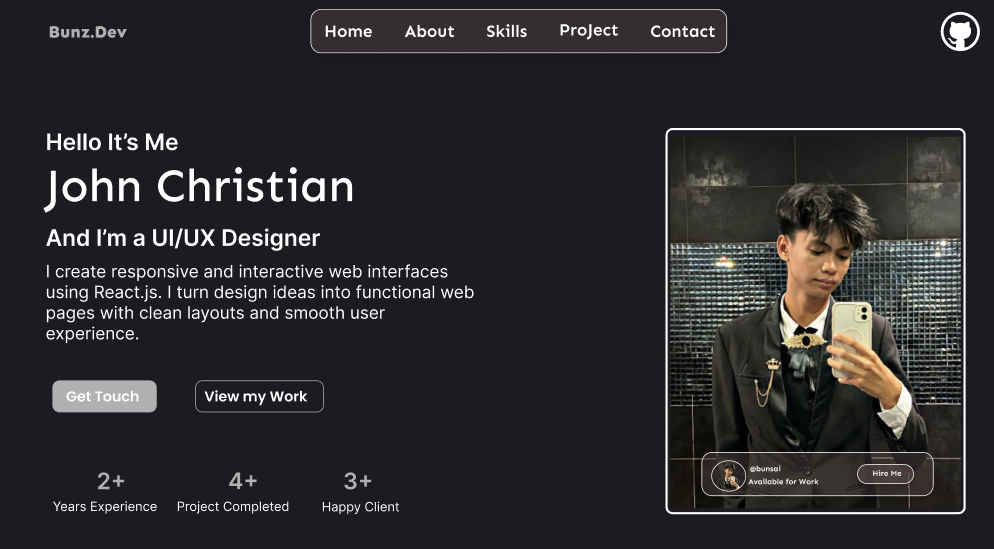 Bunz.Dev
Home About Skills ProJect Contact
Hello It’s Me
John Christian
And I’m a UI/UX Designer
I create responsive and interactive web interfaces
using React.js. I turn design ideas into functional web
pages with clean layouts and smooth user
experience.
Get Touch View my Work
2+ 4+ 3+
Years Experience Project Completed Happy Client
@bunsai
Available for Work
Hire Me